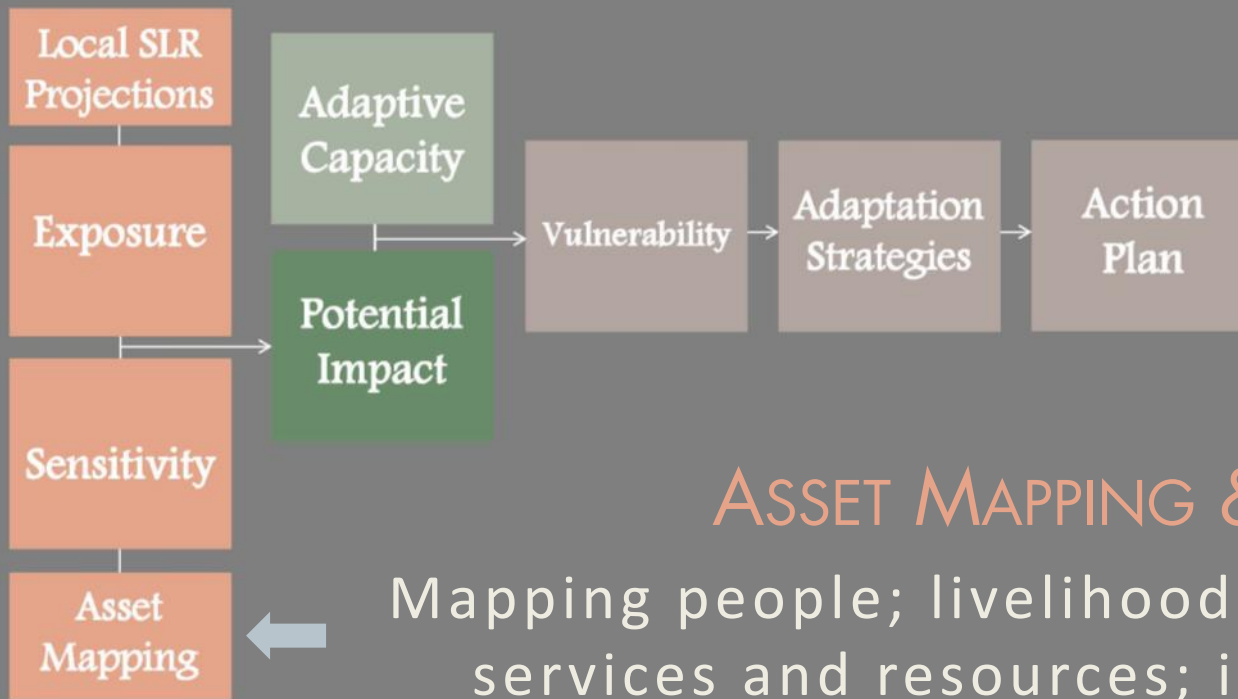 Local SLR
Projections
Exposure
Sensitivity
Asset
Mapping
Adaptive
Capacity
Potential
Impact
Vulnerability
Adaptation
Strategies
Action
Plan
ASSET MAPPING &
Mapping people; livelihood
services and resources; i